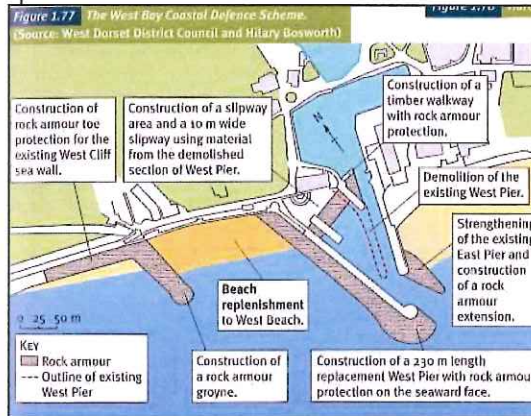 Figure 1.77 The West Bay Coastal Defence Scheme.
(Source: West Dorset District Council and Hilary Bosworth)
Construction of
rock armour toe
protection for the
existing West Cliff
sea wall.
Construction of a slipway
area and a 10 m wide
slipway using material
from the demolished
section of West Pier.
Construction of a
timber walkway
with rock armour
protection.
N
Demolition of the
existing West Pier.
Strengthening
of the existing
East Pier and
construction
of a rock
armour
extension.
Beach
replenishment
to West Beach.
0 25 50 m
KEY
Rock armour
Outline of existing
West Pier
Construction of
a rock armour
groyne.
Construction of a 230 m length
replacement West Pier with rock armour
protection on the seaward face.